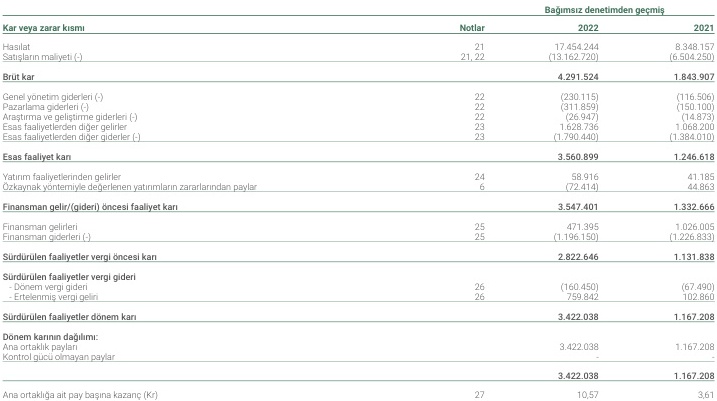 Bağımsız denetimden geçmiş
Kar veya zarar kısmı Notlar 2022 2021
Hasılat 21 17.454.244 8.348.157
Satışların maliyeti (-) 21, 22 (13.162.720) (6.504.250)
Brüt kar 4.291.524 1.843.907
Genel yönetim giderleri (-) 22 (230.115) (116.506)
Pazarlama giderleri (-) 22 (311.859) (150.100)
Araştırma ve geliştirme giderleri (-) 22 (26.947) (14.873)
Esas faaliyetlerden diğer gelirler 23 1.628.736 1.068.200
Esas faaliyetlerden diğer giderler (-) 23 (1.790.440) (1.384.010)
Esas faaliyet karı 3.560.899 1.246.618
Yatırım faaliyetlerinden gelirler 24 58.916 41.185
Özkaynak yöntemiyle değerlenen yatırımların zararlarından paylar 6 (72.414) 44.863
Finansman gelir/(gideri) öncesi faaliyet karı 3.547.401 1.332.666
Finansman gelirleri 25 471.395 1.026.005
Finansman giderleri (-) 25 (1.196.150) (1.226.833)
Sürdürülen faaliyetler vergi öncesi karı 2.822.646 1.131.838
Sürdürülen faaliyetler vergi gideri
- Dönem vergi gideri 26 (160.450) (67.490)
- Ertelenmiş vergi geliri 26 759.842 102.860
Sürdürülen faaliyetler dönem karı 3.422.038 1.167.208
Dönem karının dağılımı:
Ana ortaklık payları 3.422.038 1.167.208
Kontrol gücü olmayan paylar - -
3.422.038 1.167.208
Ana ortaklığa ait pay başına kazanç (Kr) 27 10,57 3,61